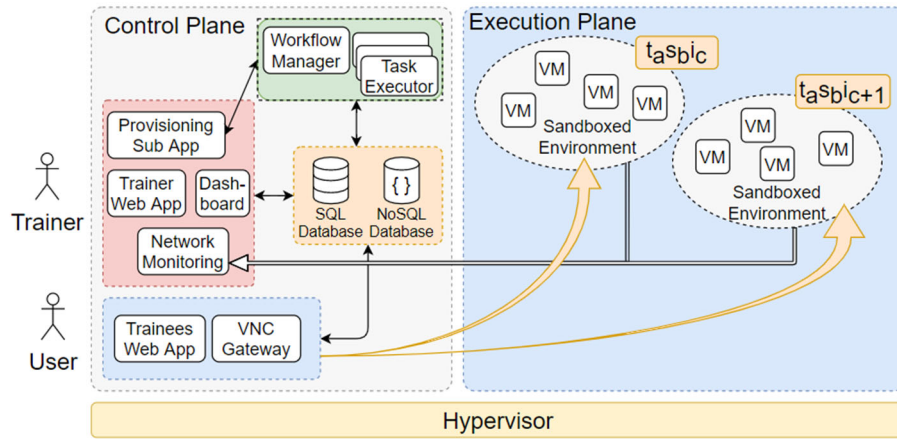 Control Plane
Workflow
Manager
Task
Executor
Provisioning
Sub App
Trainer
Web App
Dash-
board
Network
Monitoring
SQL
Database
{ }
NoSQL
Database
Trainees
Web App
VNC
Gateway
Trainer
User
Execution Plane
tasbic
VM
VM
VM
VM
VM
Sandboxed
Environment
tasbic+1
VM
VM
VM
VM
Sandboxed
Environment
Hypervisor